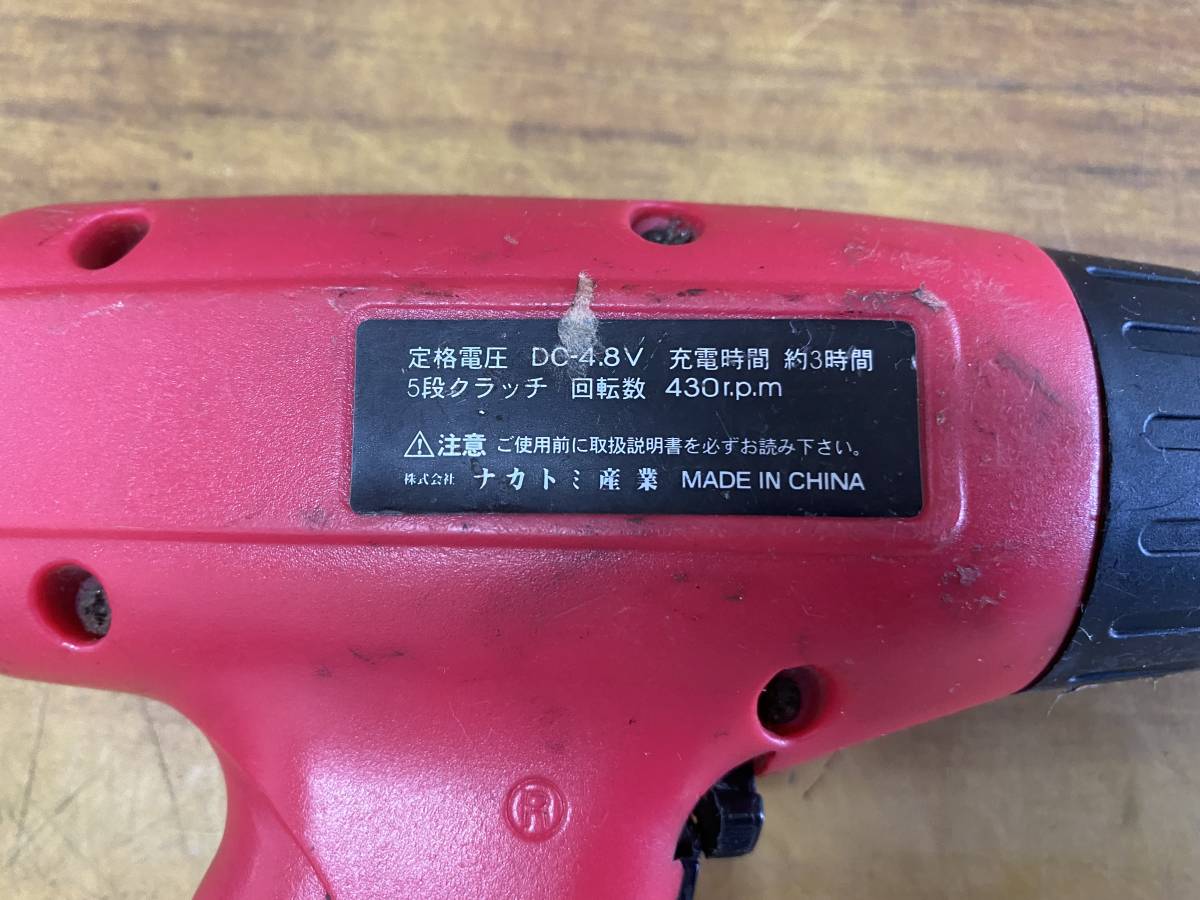 定格電圧 DC-4.8V 充電時間 約3時間
5段クラッチ 回転数 430r.p.m
⚠注意 ご使用前に取扱説明書を必ずお読み下さい。
株式会社 ナカトミ産業 MADE IN CHINA
®